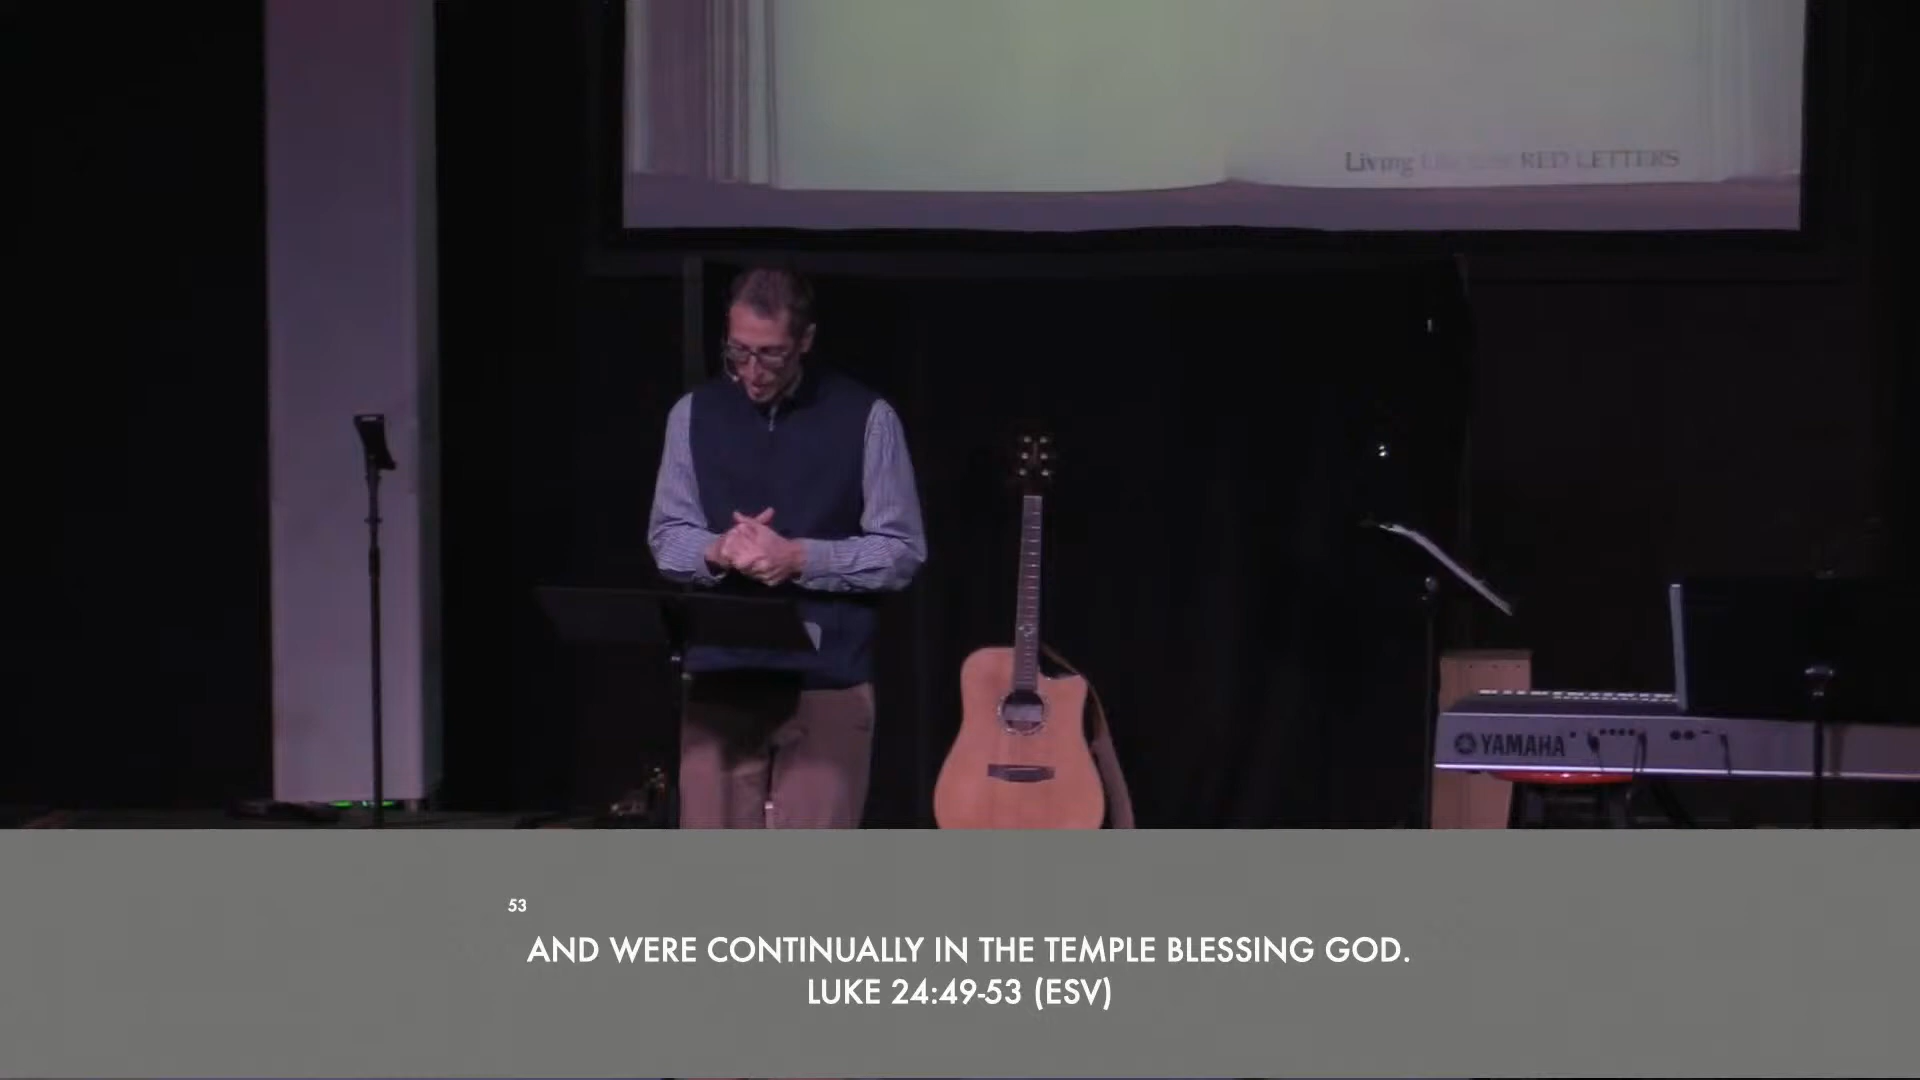 Living RED LETTERS
YAMAHA
53
AND WERE CONTINUALLY IN THE TEMPLE BLESSING GOD.
LUKE 24:49-53 (ESV)